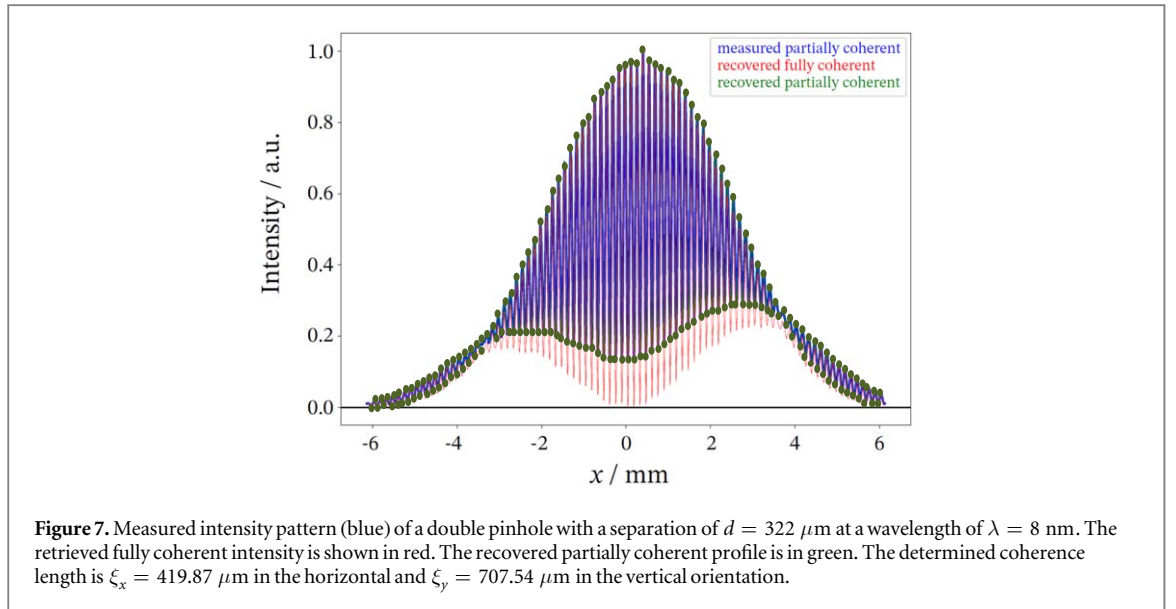 measured partially coherent
recovered fully coherent
recovered partially coherent
1.0
0.8
0.6
0.4
0.2
0.0
Intensity / a.u.
-6 -4 -2 0 2 4 6
x / mm
Figure 7. Measured intensity pattern (blue) of a double pinhole with a separation of d = 322 μm at a wavelength of λ = 8 nm. The
retrieved fully coherent intensity is shown in red. The recovered partially coherent profile is in green. The determined coherence
length is ξx = 419.87 μm in the horizontal and ξy = 707.54 μm in the vertical orientation.